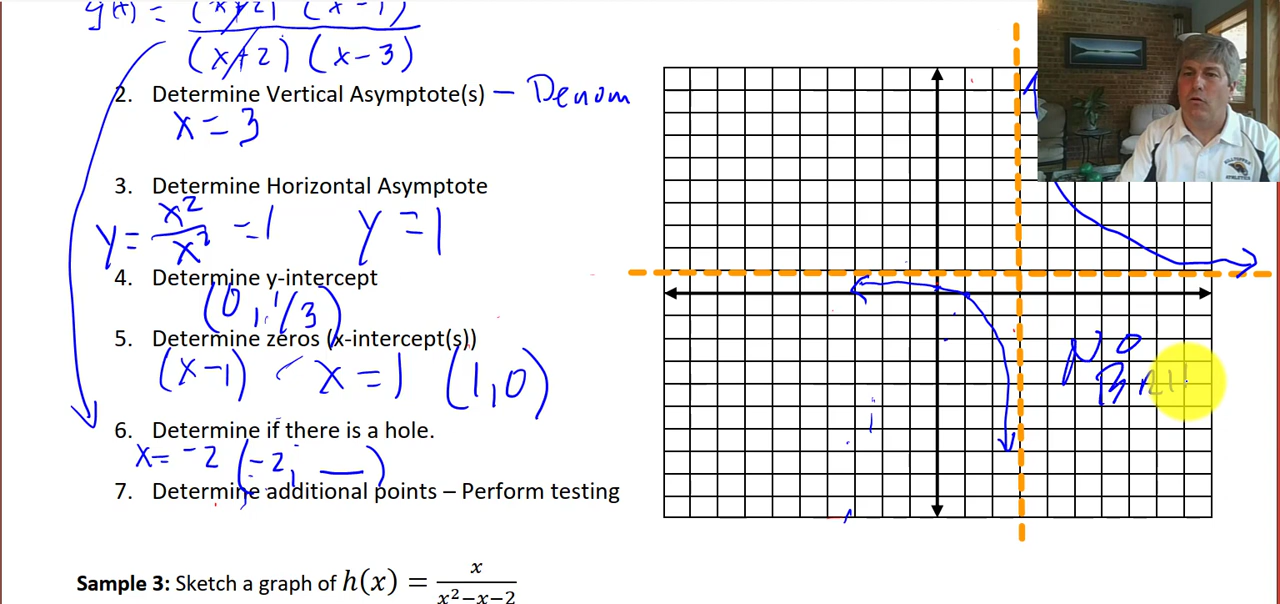 g(x) = (x+2) (x-1)
(x+2) (x-3)
2. Determine Vertical Asymptote(s) – Denom
x = 3
3. Determine Horizontal Asymptote
y = x²/x² = 1 y = 1
4. Determine y-intercept
(0, 1/3)
5. Determine zeros (x-intercept(s))
(x-1) x = 1 (1,0)
6. Determine if there is a hole.
x = -2 (-2, __)
7. Determine additional points – Perform testing
No
Sample 3: Sketch a graph of h(x) = x/(x²−x−2)